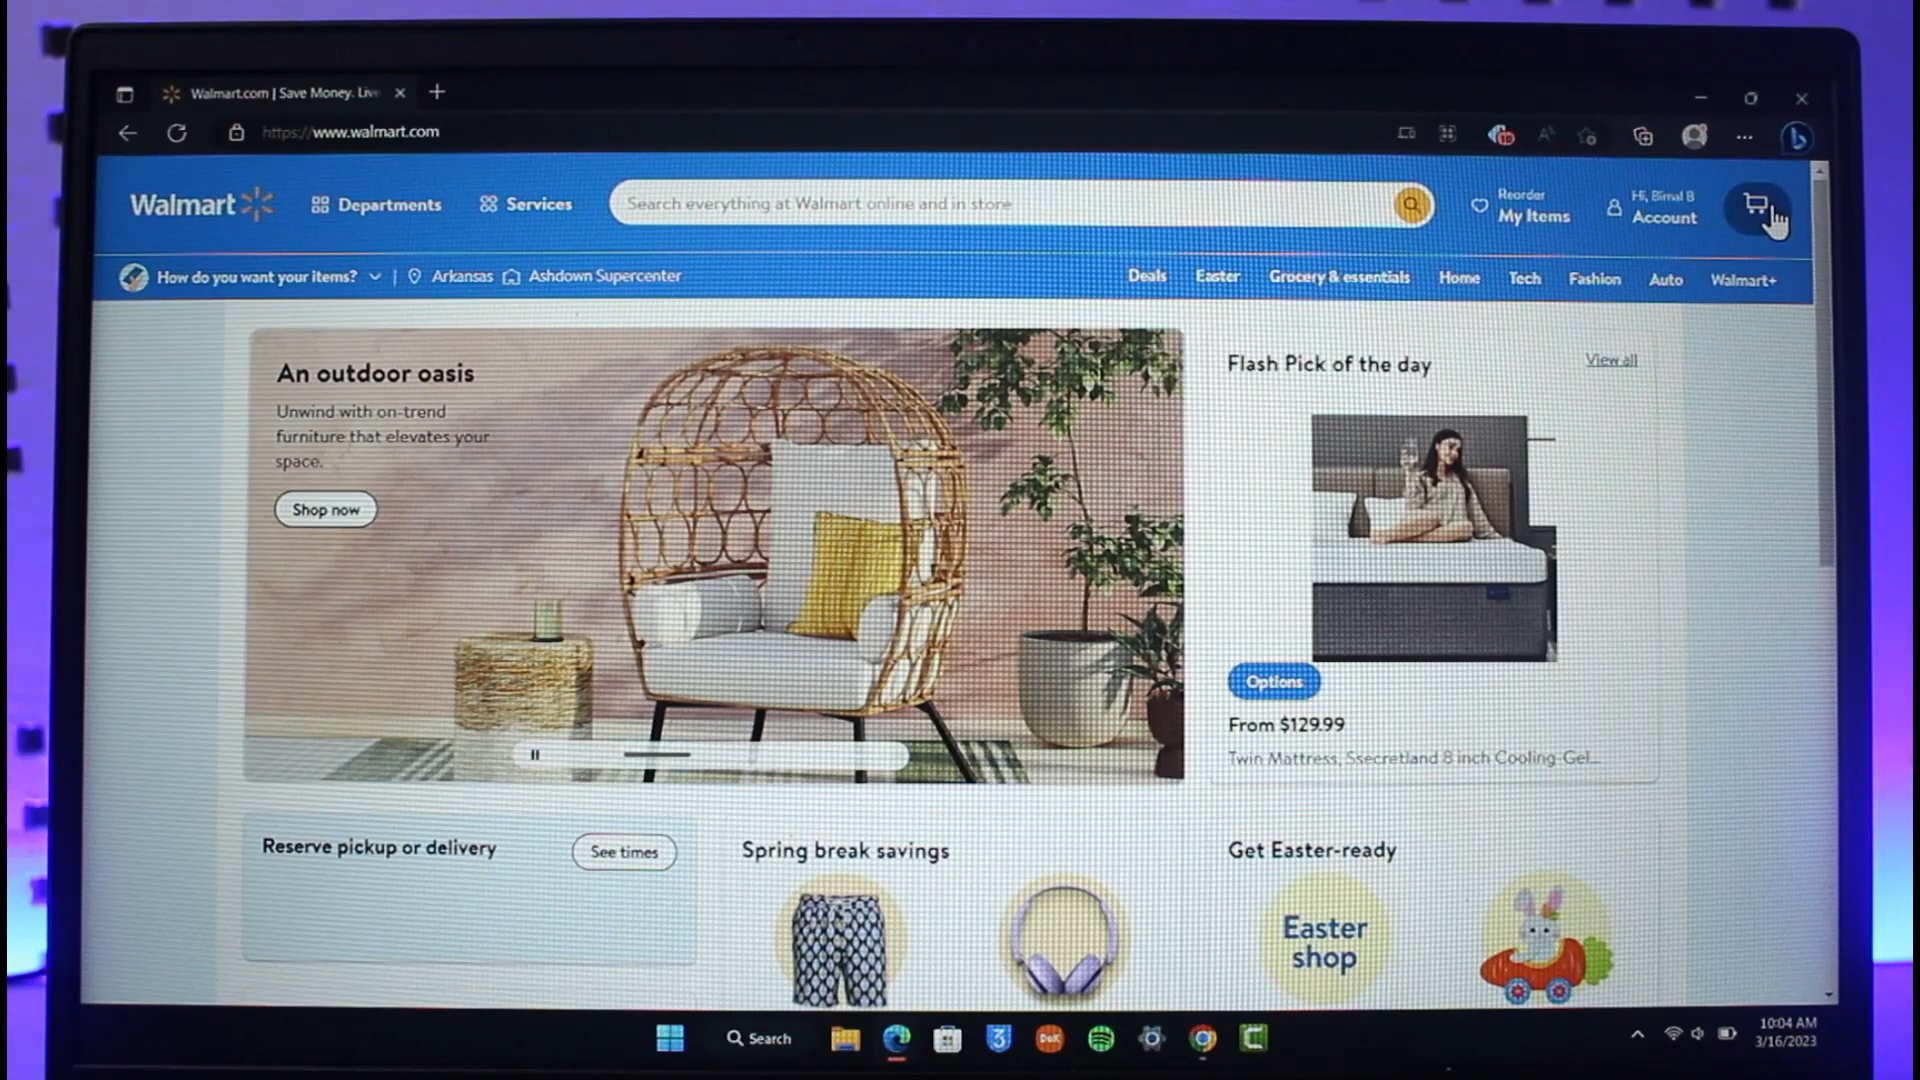 Walmart.com | Save Money. Live
https://www.walmart.com
10
Walmart
Departments
Services
Search everything at Walmart online and in store
Reorder
My Items
Hi, Bimal B
Account
How do you want your items? | Arkansas Ashdown Supercenter
Deals Easter Grocery & essentials Home Tech Fashion Auto Walmart+
An outdoor oasis
Unwind with on-trend
furniture that elevates your
space.
Shop now
Flash Pick of the day
View all
Options
From $129.99
Twin Mattress, Ssecretland 8 inch Cooling Gel...
Reserve pickup or delivery
See times
Spring break savings
Get Easter-ready
Easter
shop
Search
3
10:04 AM
3/16/2023